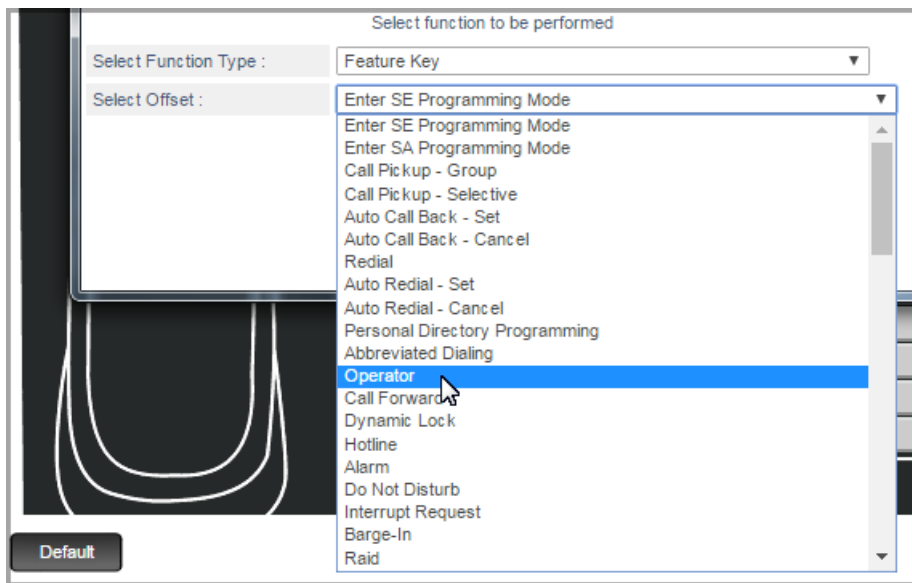 Select function to be performed
Select Function Type :
Feature Key
Select Offset :
Enter SE Programming Mode
Enter SE Programming Mode
Enter SA Programming Mode
Call Pickup - Group
Call Pickup - Selective
Auto Call Back - Set
Auto Call Back - Cancel
Redial
Auto Redial - Set
Auto Redial - Cancel
Personal Directory Programming
Abbreviated Dialing
Operator
Call Forward
Dynamic Lock
Hotline
Alarm
Do Not Disturb
Interrupt Request
Barge-In
Raid
Default